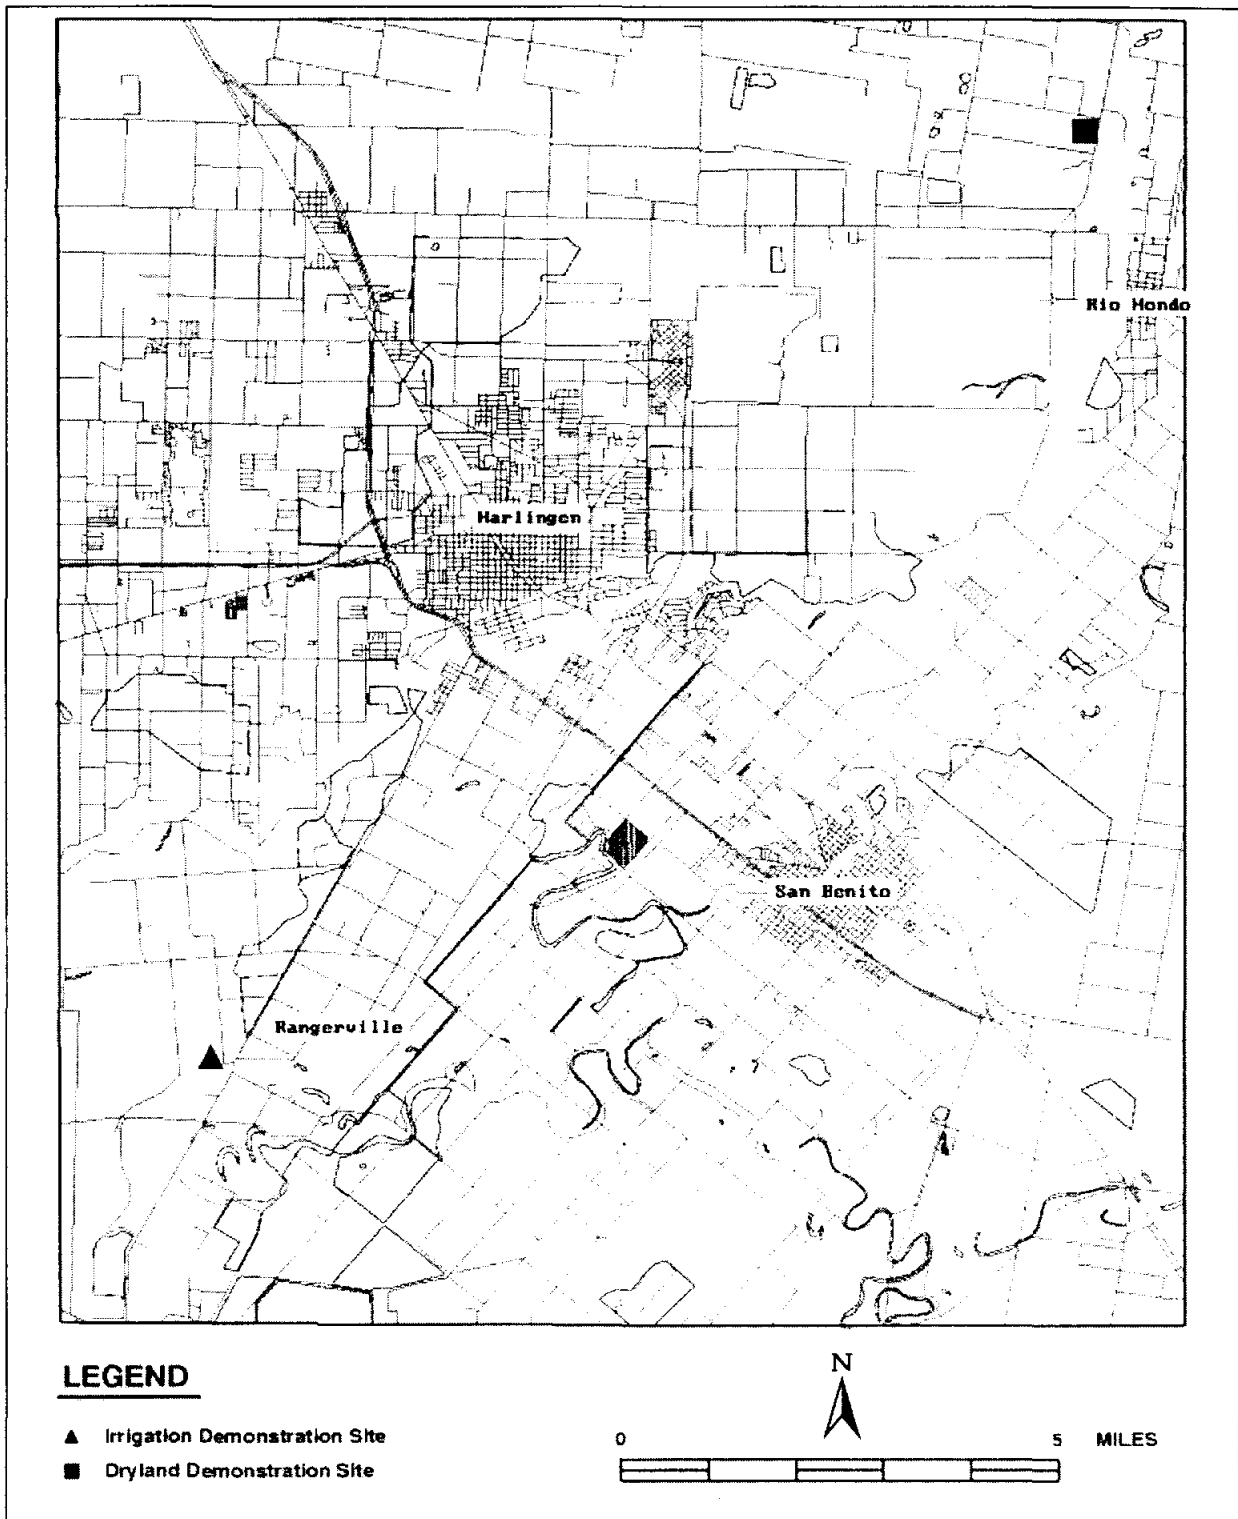 Rio Hondo
Harlingen
San Benito
Rangerville
LEGEND
▲ Irrigation Demonstration Site
■ Dryland Demonstration Site
N
0 5 MILES